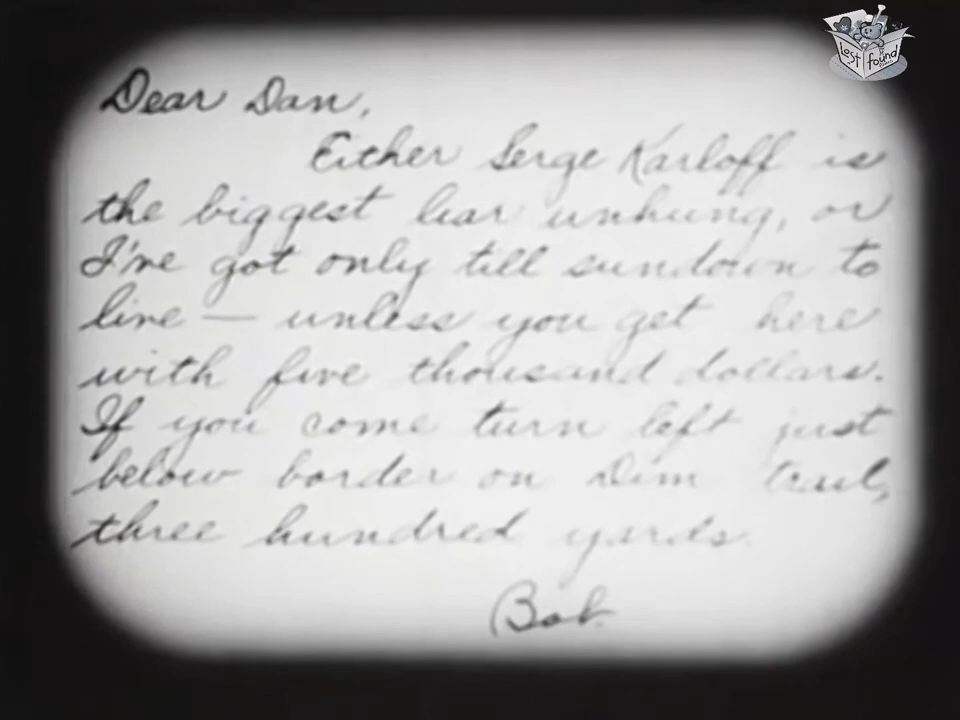 Lost & found
Dear Dan,
Either Serge Karloff is
the biggest liar unhung, or
I've got only till sundown to
live — unless you get here
with five thousand dollars.
If you come turn left just
below border on Dim trail,
three hundred yards.
Bob.